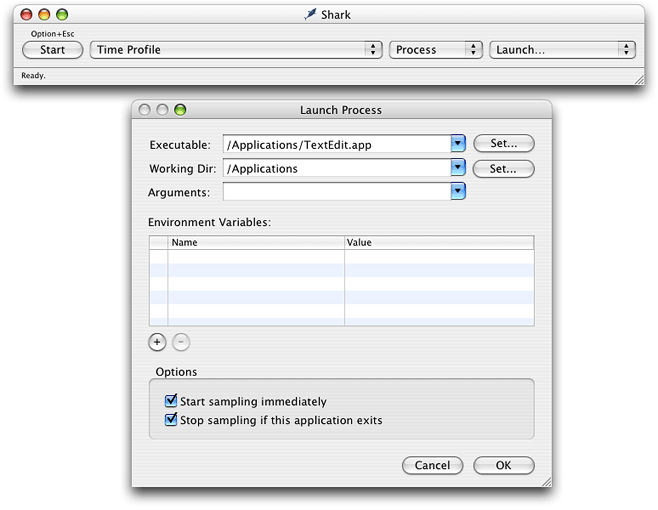 Shark
Option+Esc
Start Time Profile Process Launch...
Ready.
Launch Process
Executable: /Applications/TextEdit.app Set...
Working Dir: /Applications Set...
Arguments:
Environment Variables:
Name Value
+ −
Options
Start sampling immediately
Stop sampling if this application exits
Cancel OK